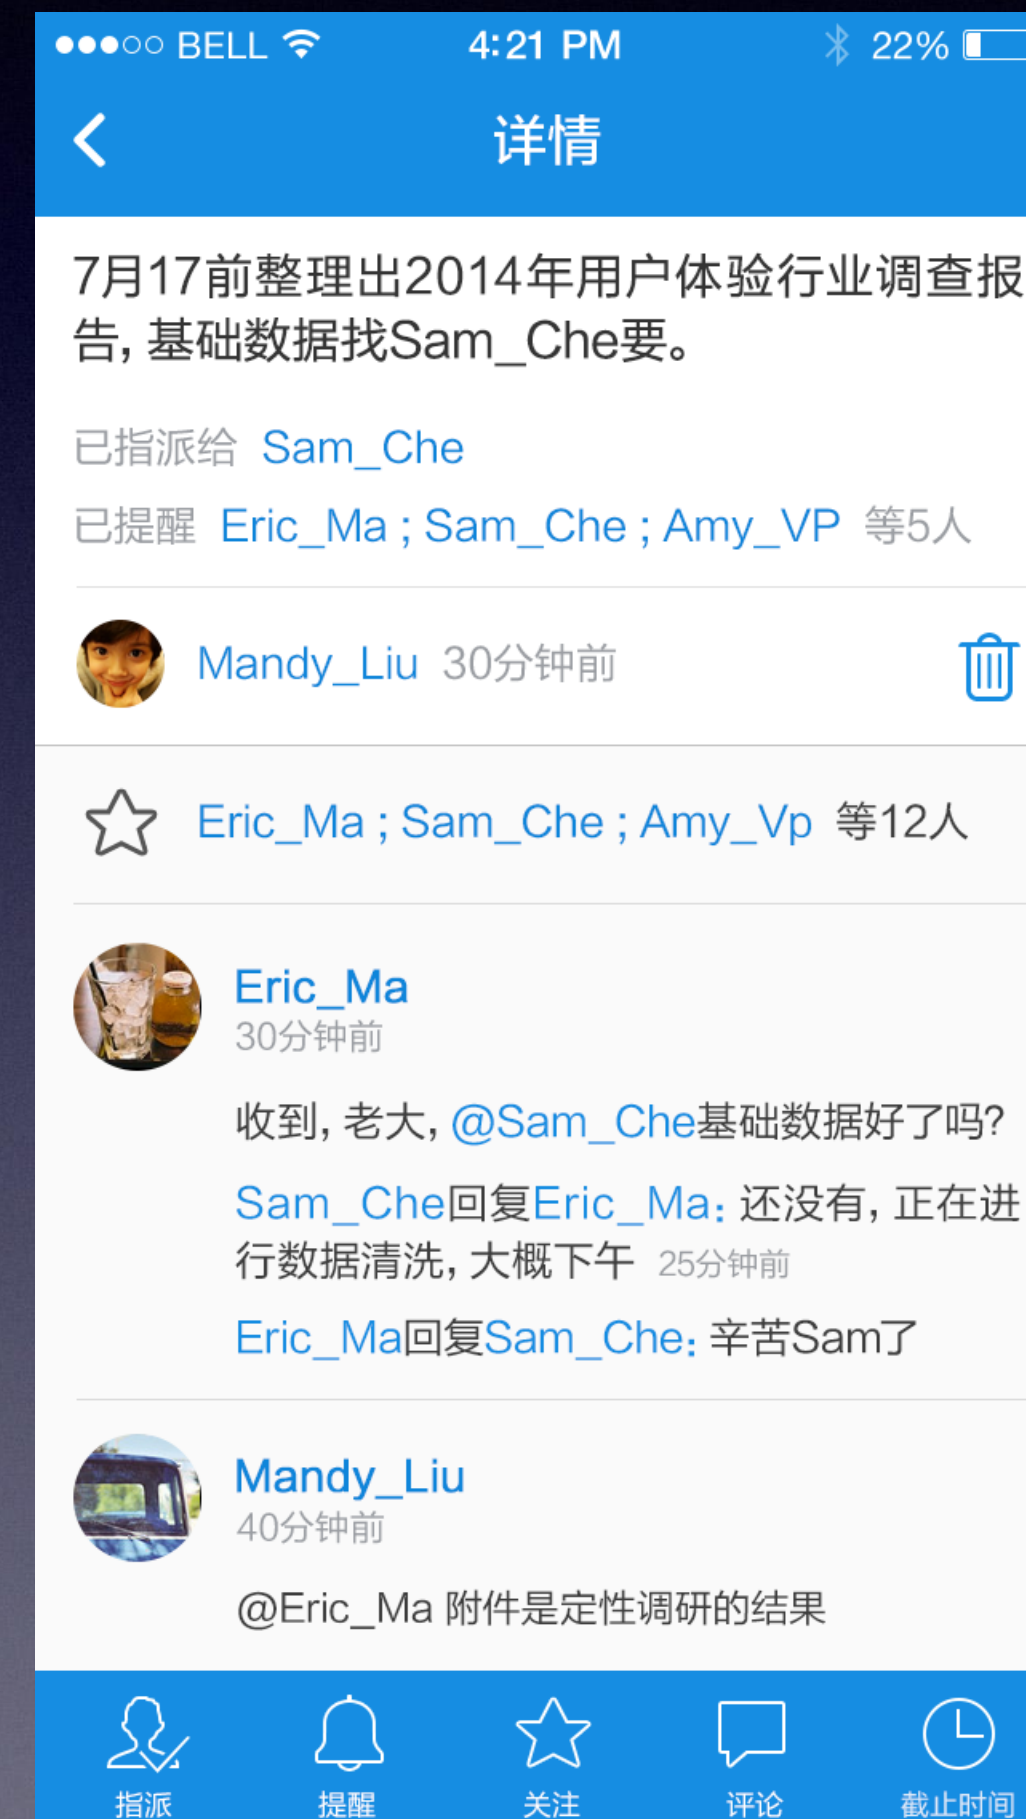 BELL 4:21 PM 22%
详情
7月17前整理出2014年用户体验行业调查报
告, 基础数据找Sam_Che要。
已指派给 Sam_Che
已提醒 Eric_Ma ; Sam_Che ; Amy_VP 等5人
Mandy_Liu 30分钟前
Eric_Ma ; Sam_Che ; Amy_Vp 等12人
Eric_Ma
30分钟前
收到, 老大, @Sam_Che基础数据好了吗?
Sam_Che回复Eric_Ma: 还没有, 正在进
行数据清洗, 大概下午 25分钟前
Eric_Ma回复Sam_Che: 辛苦Sam了
Mandy_Liu
40分钟前
@Eric_Ma 附件是定性调研的结果
指派 提醒 关注 评论 截止时间